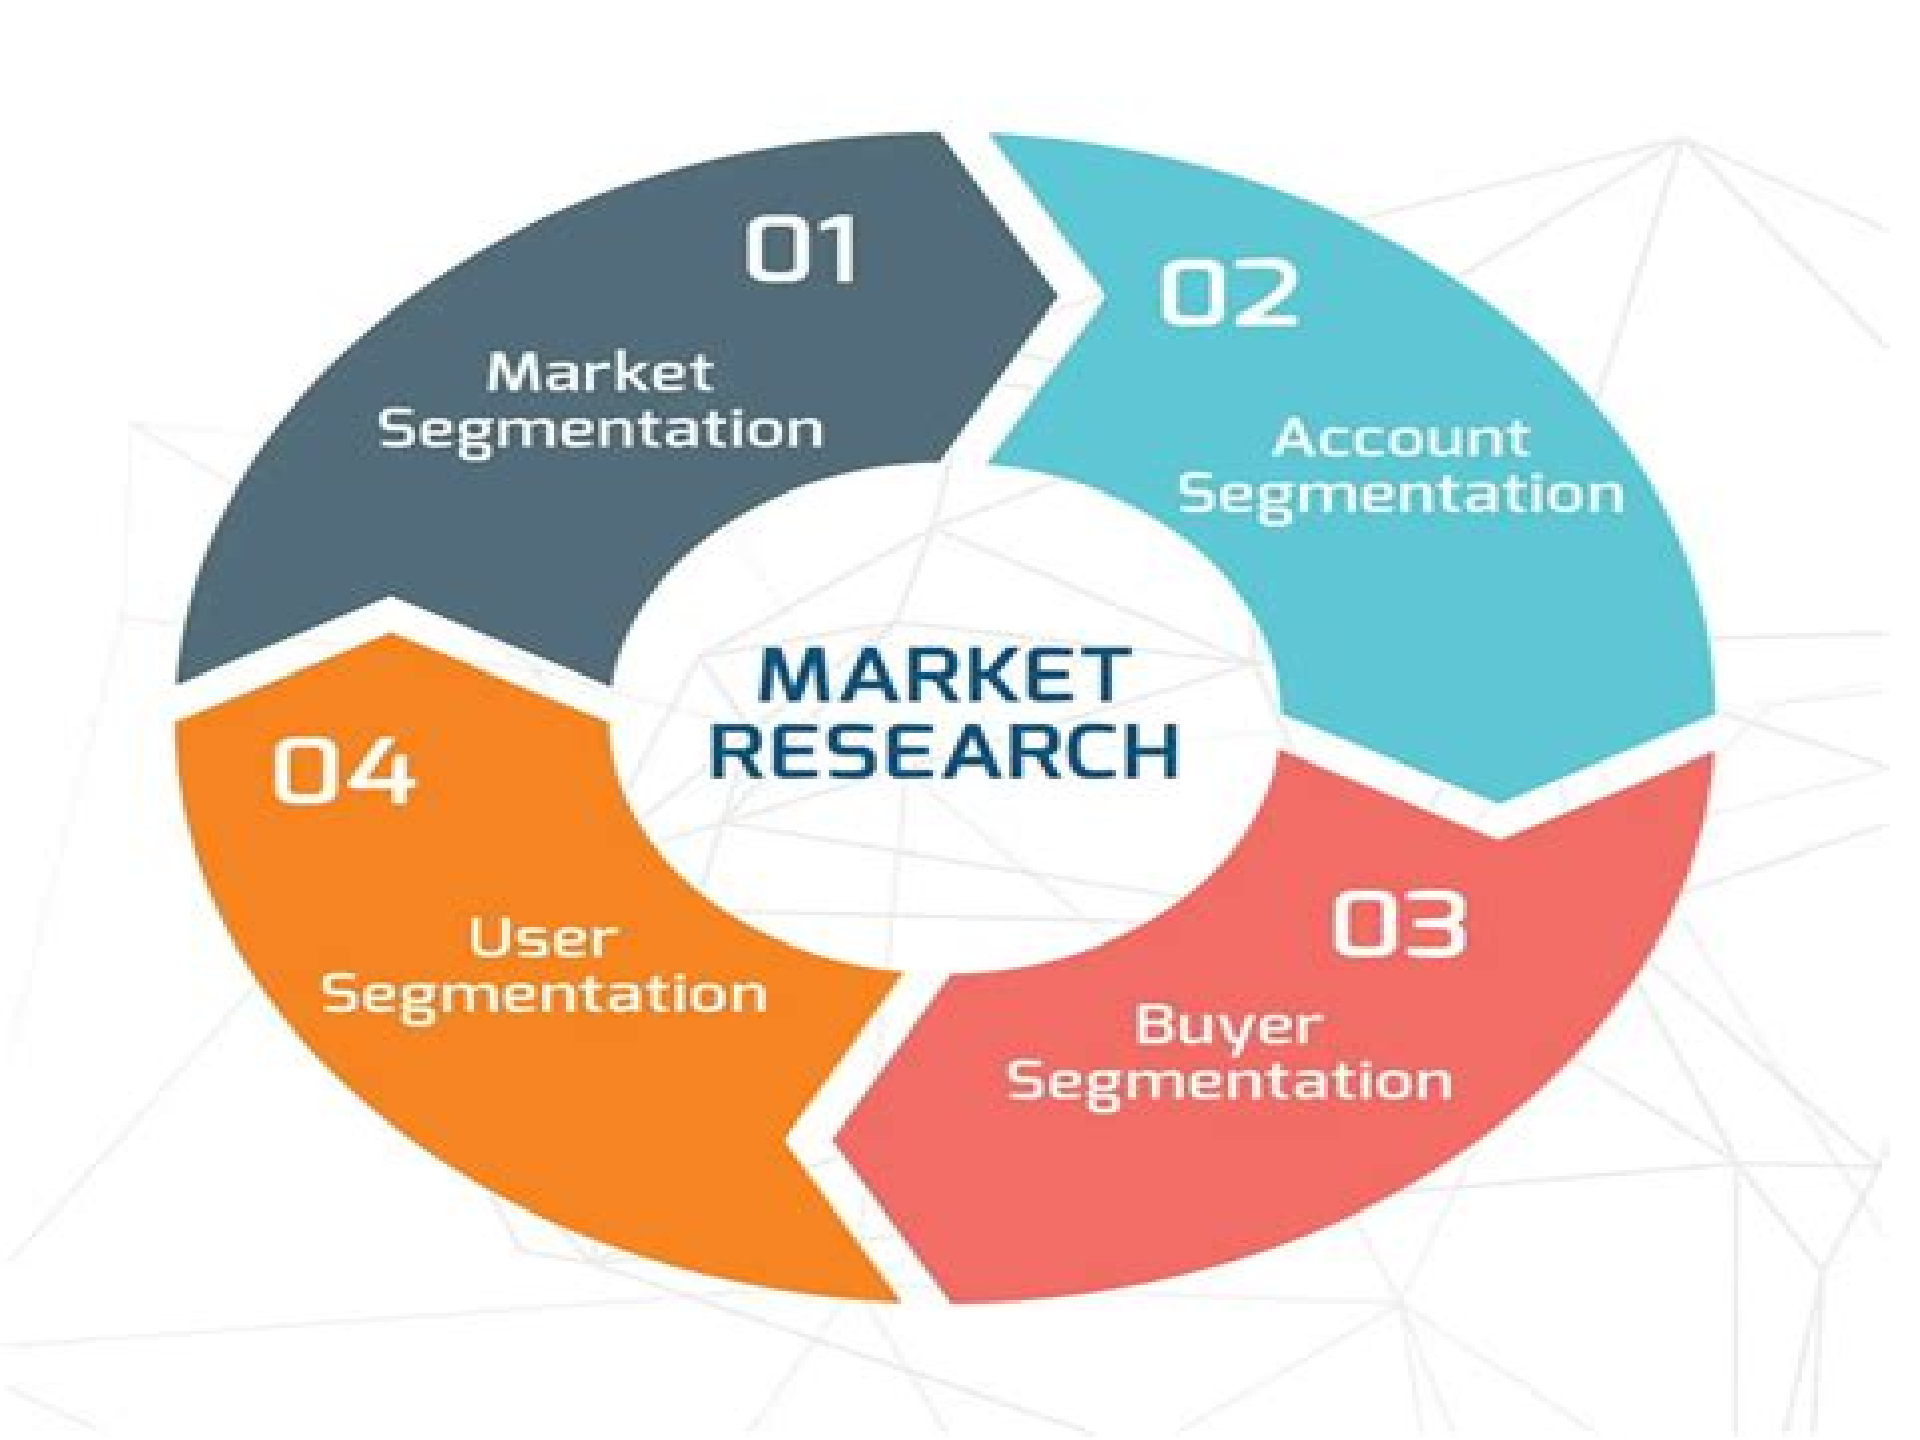 01
Market
Segmentation
02
Account
Segmentation
MARKET
RESEARCH
03
Buyer
Segmentation
04
User
Segmentation